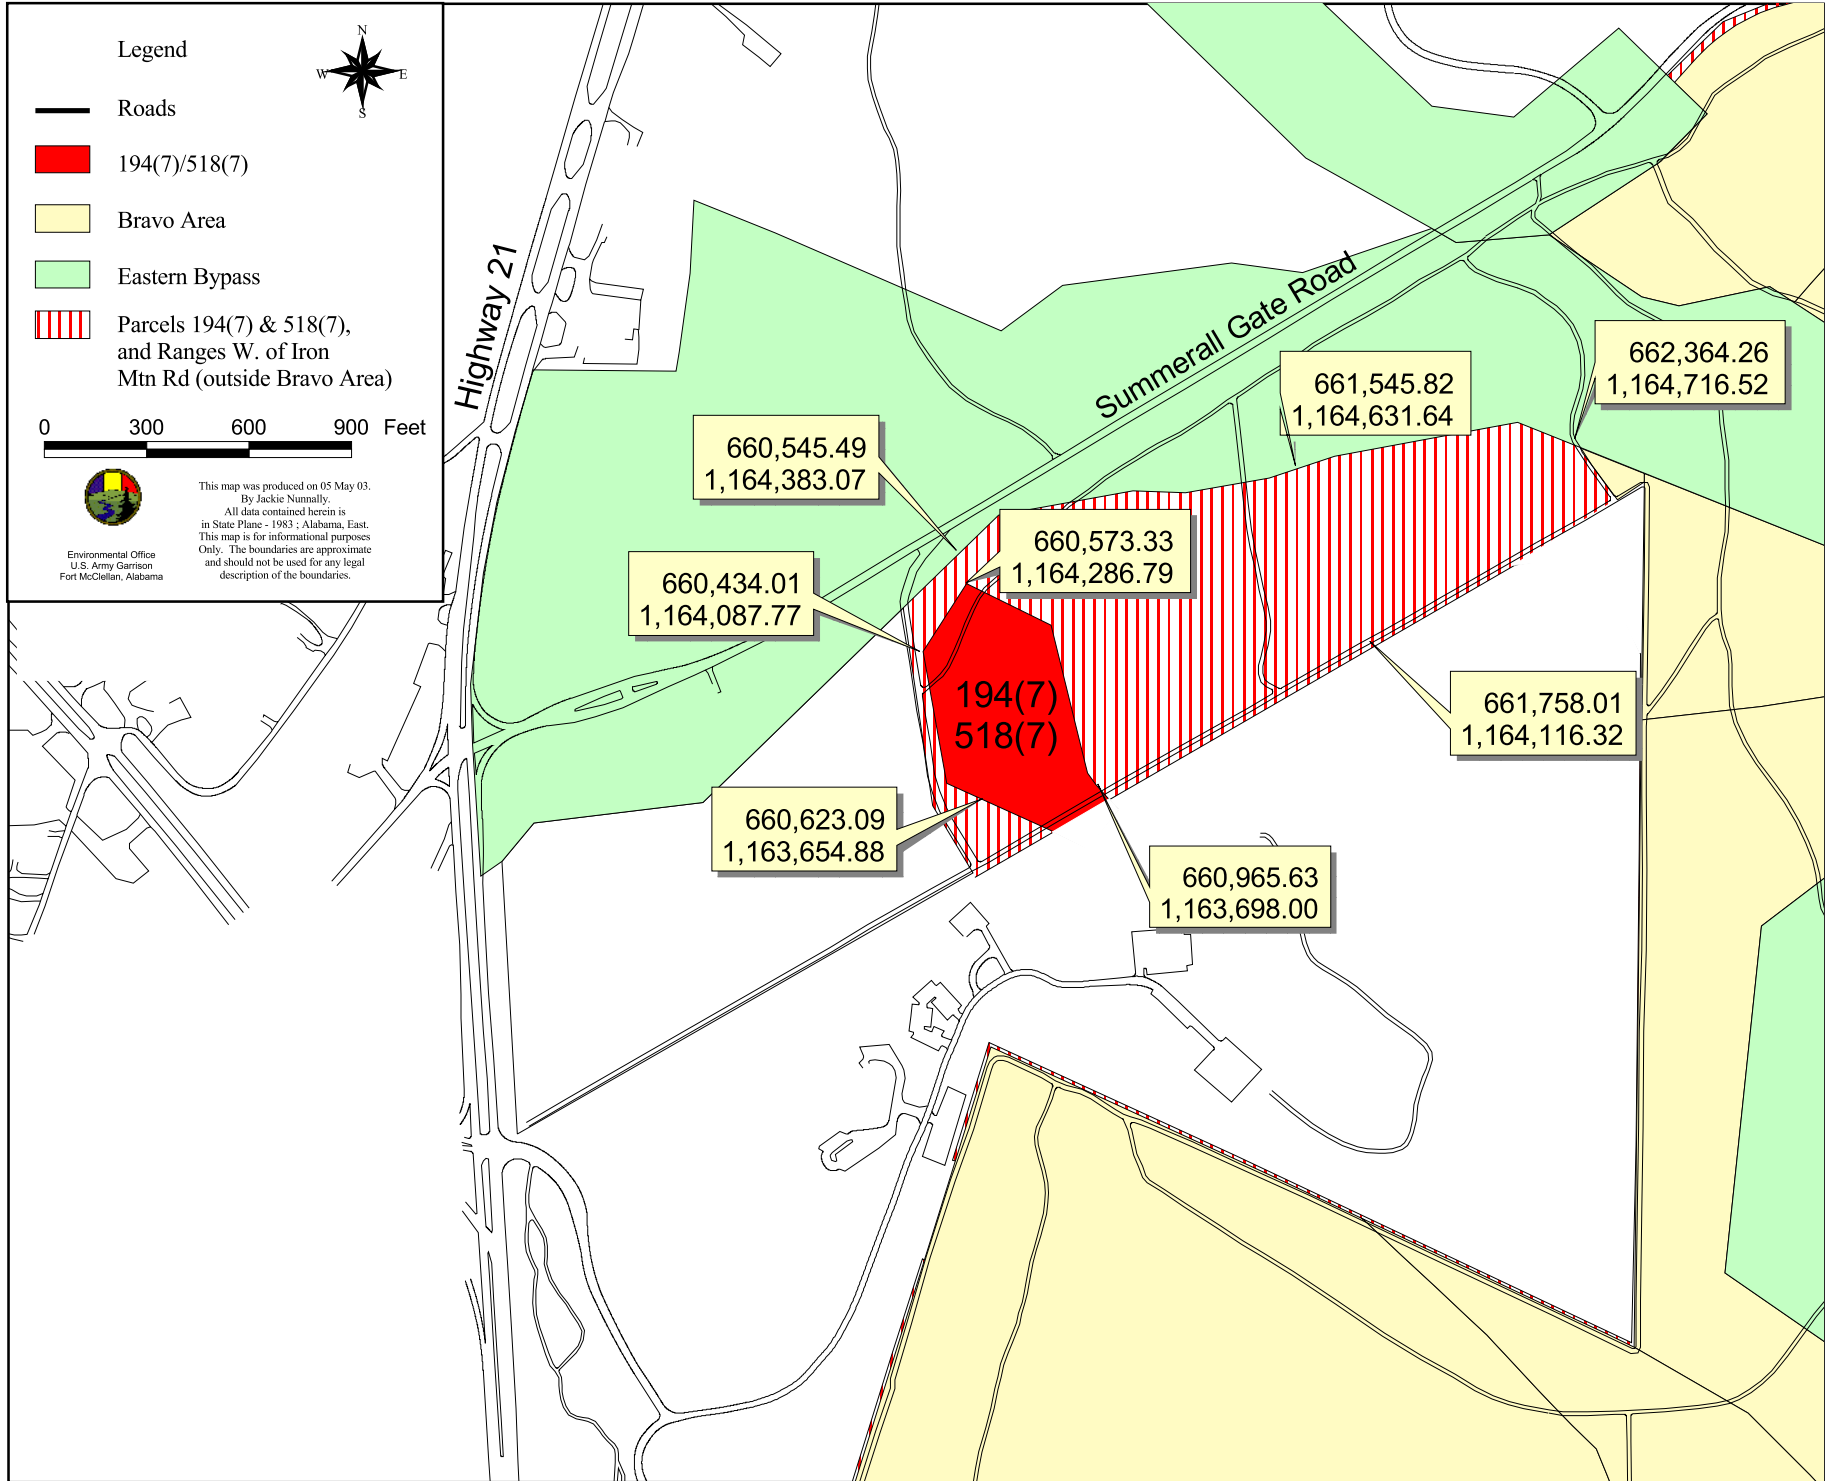 Legend
N
W
E
S
Roads
194(7)/518(7)
Bravo Area
Eastern Bypass
Parcels 194(7) & 518(7),
and Ranges W. of Iron
Mtn Rd (outside Bravo Area)
0 300 600 900 Feet
This map was produced on 05 May 03.
By Jackie Nunnally.
All data contained herein is
in State Plane - 1983 ; Alabama, East.
This map is for informational purposes
Only. The boundaries are approximate
and should not be used for any legal
description of the boundaries.
Environmental Office
U.S. Army Garrison
Fort McClellan, Alabama
Highway 21
Summerall Gate Road
662,364.26
1,164,716.52
661,545.82
1,164,631.64
660,545.49
1,164,383.07
660,573.33
1,164,286.79
660,434.01
1,164,087.77
194(7)
518(7)
661,758.01
1,164,116.32
660,623.09
1,163,654.88
660,965.63
1,163,698.00